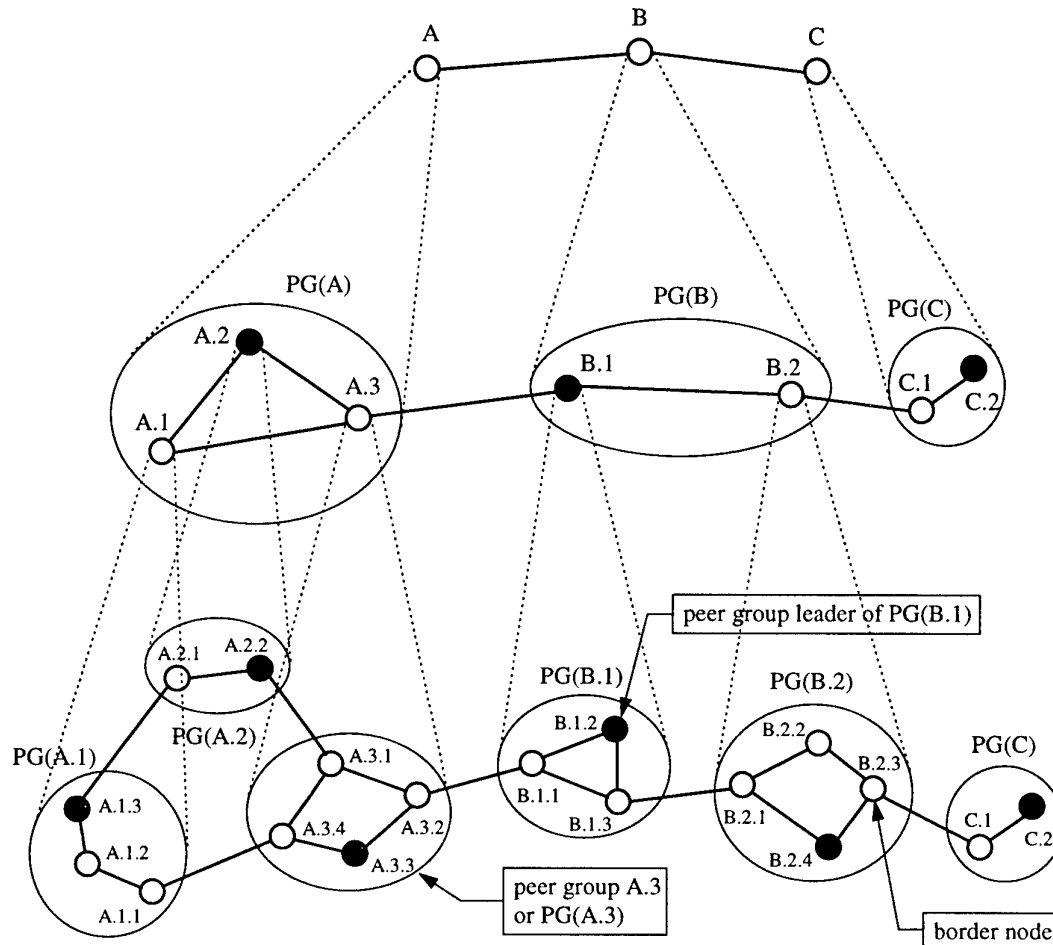 A
B
C
PG(A)
PG(B)
PG(C)
A.2
A.3
A.1
B.1
B.2
C.1
C.2
peer group leader of PG(B.1)
A.2.1
A.2.2
PG(A.2)
PG(B.1)
PG(B.2)
PG(A.1)
PG(C)
B.1.2
B.1.1
B.1.3
B.2.2
B.2.3
B.2.1
B.2.4
A.3.1
A.3.2
A.3.4
A.3.3
A.1.3
A.1.2
A.1.1
C.1
C.2
peer group A.3
or PG(A.3)
border node